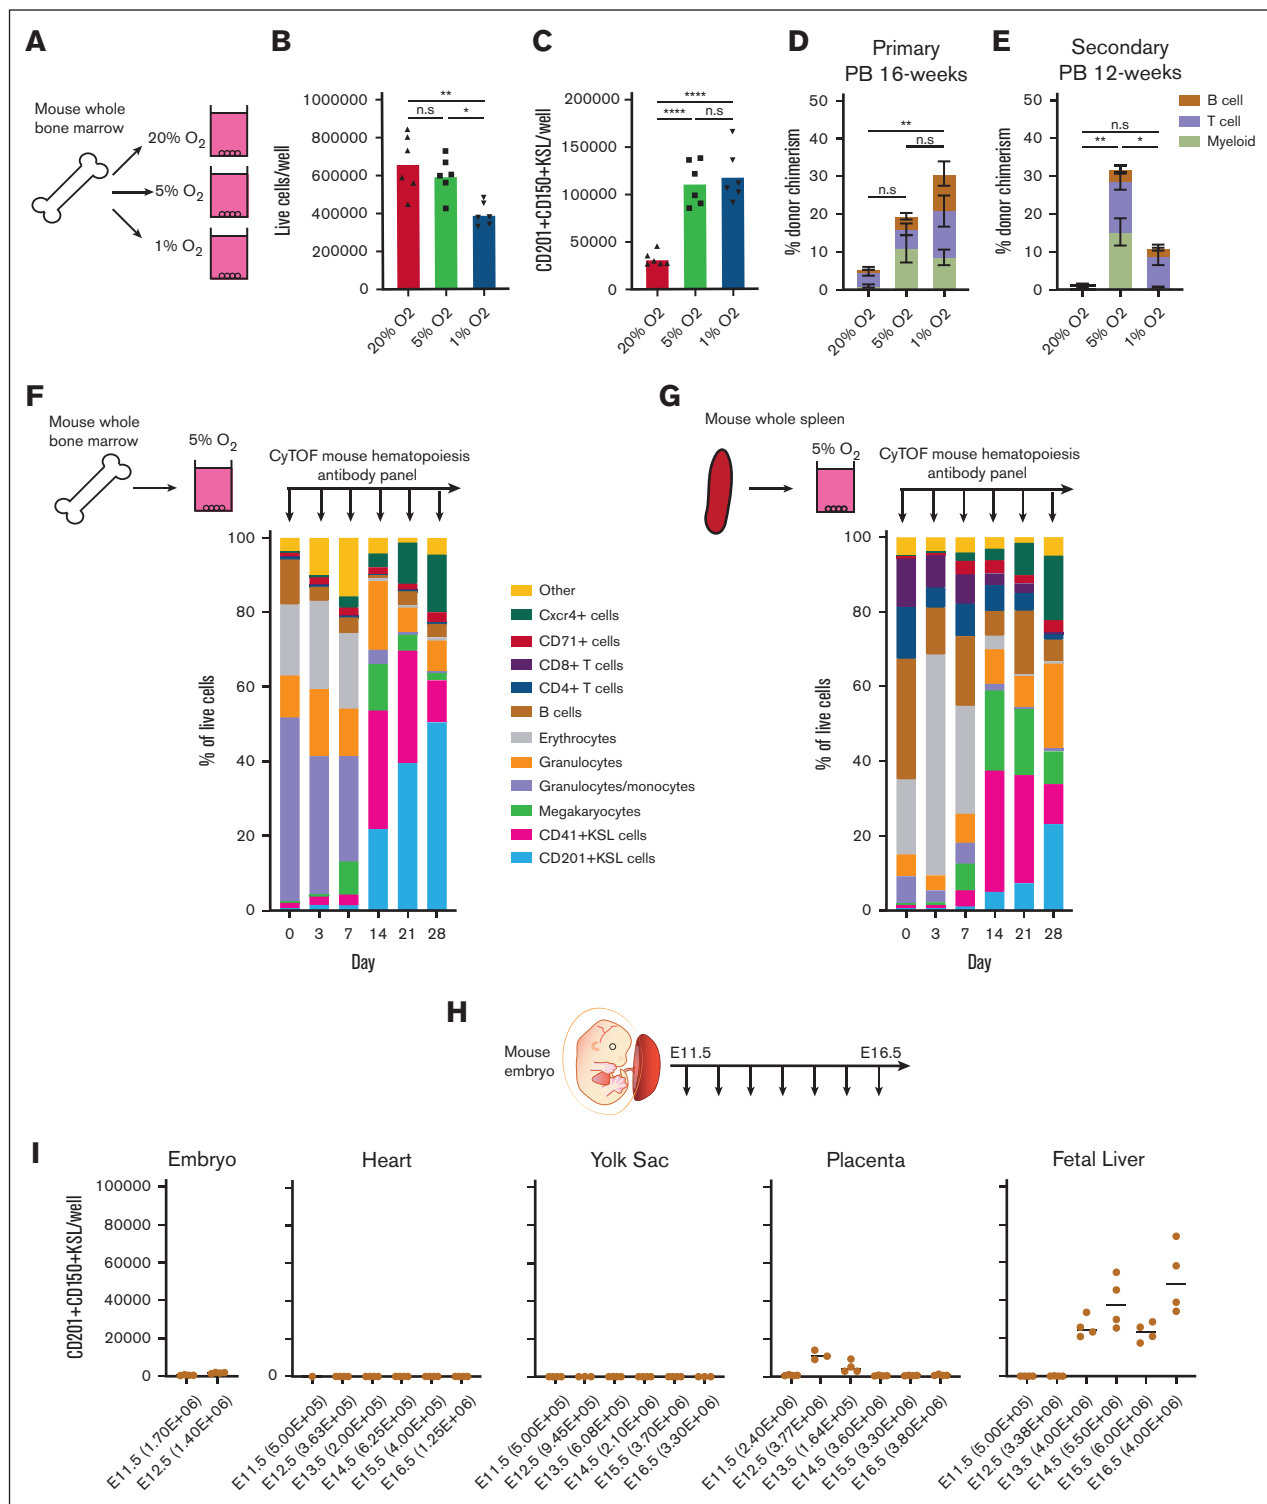 A
Mouse whole
bone marrow
20% O2
5% O2
1% O2
B
Live cells/well
1000000
800000
600000
400000
200000
0
**
n.s
*
20% O2
5% O2
1% O2
C
CD201+CD150+KSL/well
200000
150000
100000
50000
0
****
****
n.s
20% O2
5% O2
1% O2
D
Primary
PB 16-weeks
% donor chimerism
50
40
30
20
10
0
**
n.s
n.s
20% O2
5% O2
1% O2
E
Secondary
PB 12-weeks
% donor chimerism
50
40
30
20
10
0
n.s
**
*
20% O2
5% O2
1% O2
B cell
T cell
Myeloid
F
Mouse whole
bone marrow
5% O2
CyTOF mouse hematopoiesis
antibody panel
% of live cells
100
80
60
40
20
0
0 3 7 14 21 28
Day
Other
Cxcr4+ cells
CD71+ cells
CD8+ T cells
CD4+ T cells
B cells
Erythrocytes
Granulocytes
Granulocytes/monocytes
Megakaryocytes
CD41+KSL cells
CD201+KSL cells
G
Mouse whole spleen
5% O2
CyTOF mouse hematopoiesis
antibody panel
% of live cells
100
80
60
40
20
0
0 3 7 14 21 28
Day
H
Mouse
embryo
E11.5
E16.5
I
CD201+CD150+KSL/well
Embryo
100000
80000
60000
40000
20000
0
E11.5 (1.70E+06)
E12.5 (1.40E+06)
Heart
0
E11.5 (5.00E+05)
E12.5 (3.63E+05)
E13.5 (2.00E+05)
E14.5 (6.25E+05)
E15.5 (4.00E+05)
E16.5 (1.25E+06)
Yolk Sac
E11.5 (5.00E+05)
E12.5 (9.45E+05)
E13.5 (6.08E+05)
E14.5 (2.10E+06)
E15.5 (3.70E+06)
E16.5 (3.30E+06)
Placenta
E11.5 (2.40E+06)
E12.5 (3.77E+06)
E13.5 (1.64E+05)
E14.5 (3.60E+06)
E15.5 (3.30E+06)
E16.5 (3.80E+06)
Fetal Liver
E11.5 (5.00E+05)
E12.5 (3.38E+06)
E13.5 (4.00E+06)
E14.5 (5.50E+06)
E15.5 (6.00E+06)
E16.5 (4.00E+06)